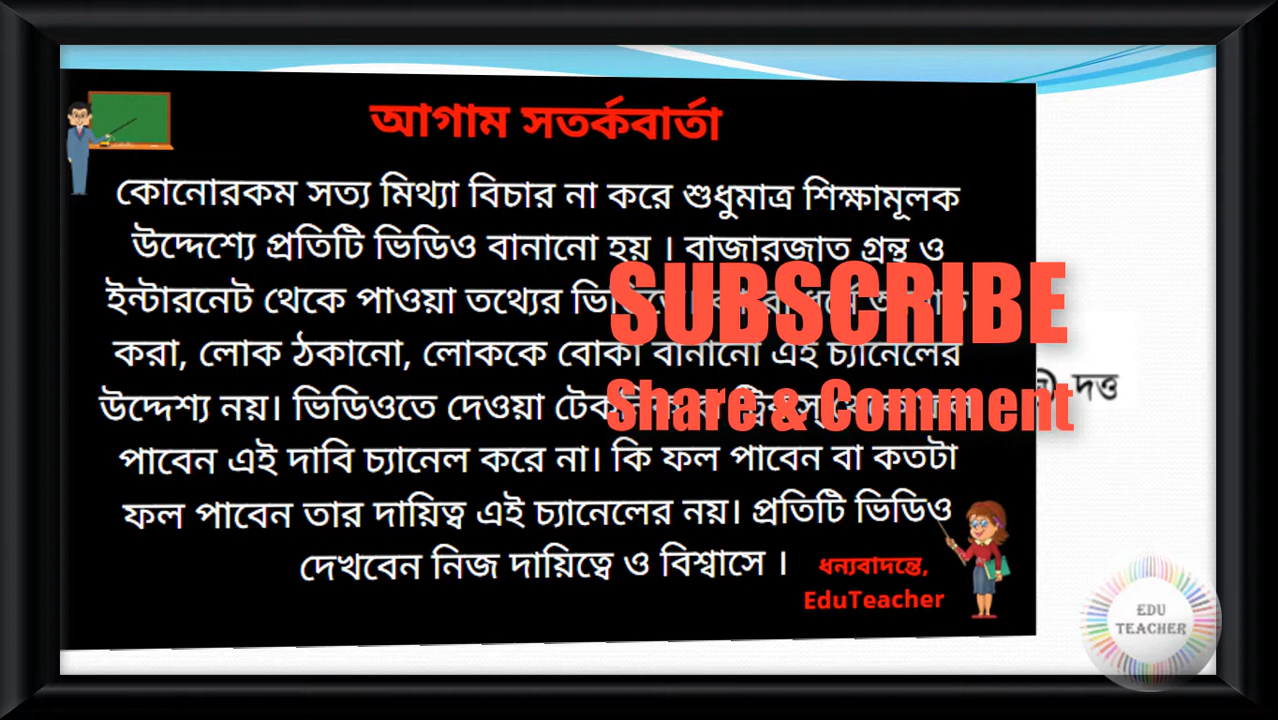 আগাম সতর্কবার্তা
কোনোরকম সত্য মিথ্যা বিচার না করে শুধুমাত্র শিক্ষামূলক
উদ্দেশ্যে প্রতিটি ভিডিও বানানো হয় । বাজারজাত গ্রন্থ ও
ইন্টারনেট থেকে পাওয়া তথ্যের
করা, লোক ঠকানো, লোককে বোকা বানানো এই চ্যানেলের
উদ্দেশ্য নয়। ভিডিওতে দেওয়া
পাবেন এই দাবি চ্যানেল করে না। কি ফল পাবেন বা কতটা
ফল পাবেন তার দায়িত্ব এই চ্যানেলের নয়। প্রতিটি ভিডিও
দেখবেন নিজ দায়িত্বে ও বিশ্বাসে ।
ধন্যবাদন্তে,
EduTeacher
SUBSCRIBE
Share & Comment
দত্ত
EDU
TEACHER